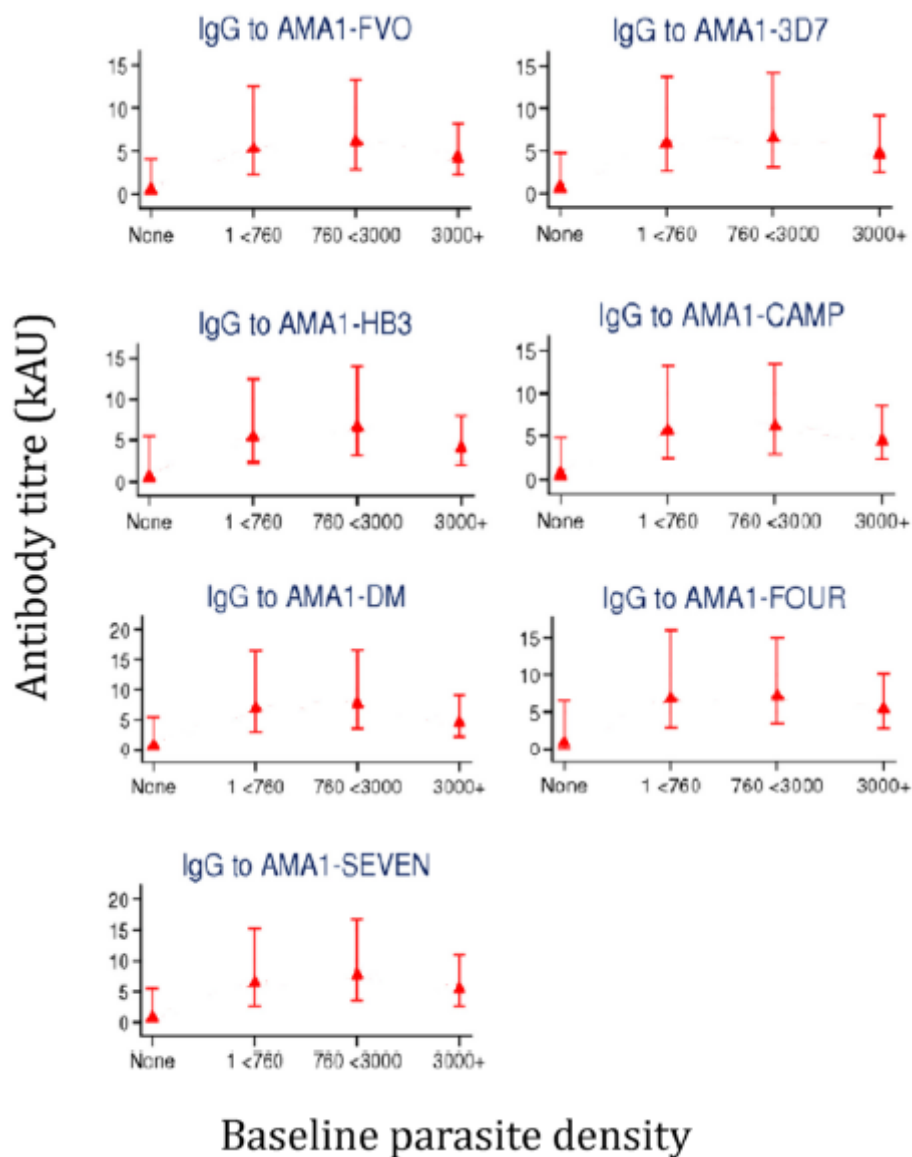 IgG to AMA1-FVO
15
10
5
0
None 1 <760 760 <3000 3000+
IgG to AMA1-3D7
15
10
5
0
None 1 <760 760 <3000 3000+
IgG to AMA1-HB3
15
10
5
0
None 1 <760 760 <3000 3000+
IgG to AMA1-CAMP
15
10
5
0
None 1 <760 760 <3000 3000+
IgG to AMA1-DM
20
15
10
5
0
None 1 <760 760 <3000 3000+
IgG to AMA1-FOUR
15
10
5
0
None 1 <760 760 <3000 3000+
IgG to AMA1-SEVEN
20
15
10
5
0
None 1 <760 760 <3000 3000+
Antibody titre (kAU)
Baseline parasite density